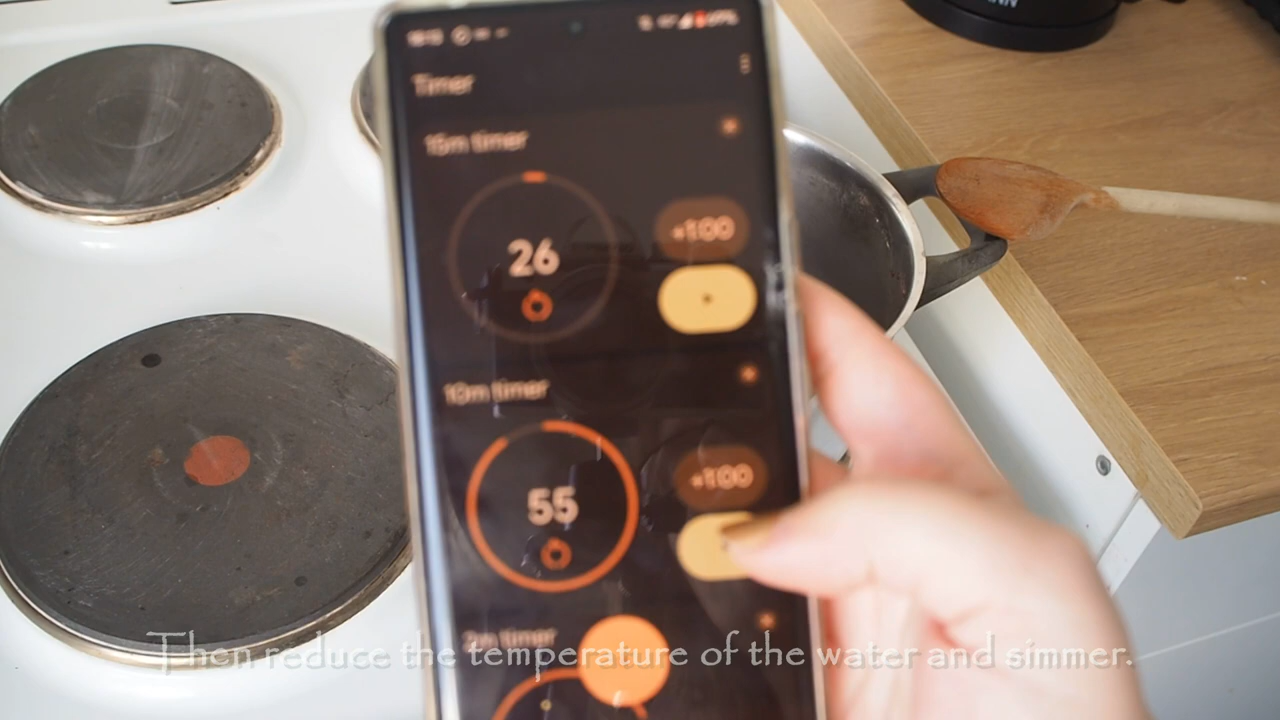 Timer
15m timer
26
+1:00
10m timer
55
+1:00
2m timer
Then reduce the temperature of the water and simmer.